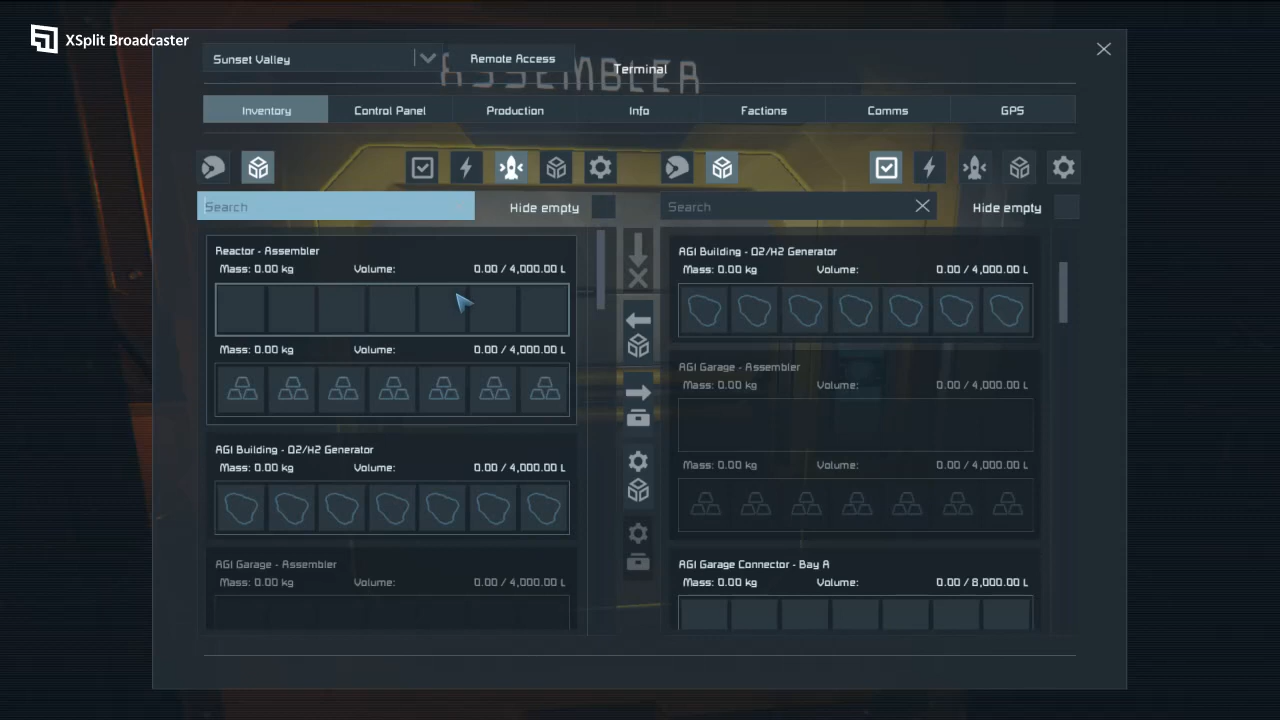 XSplit Broadcaster
Sunset Valley
Remote Access
ASSEMBLER
Terminal
Inventory
Control Panel
Production
Info
Factions
Comms
GPS
Search
Hide empty
Search
Hide empty
Reactor - Assembler
Mass: 0.00 kg Volume: 0.00 / 4,000.00 L
Mass: 0.00 kg Volume: 0.00 / 4,000.00 L
AGI Building - O2/H2 Generator
Mass: 0.00 kg Volume: 0.00 / 4,000.00 L
AGI Garage - Assembler
Mass: 0.00 kg Volume: 0.00 / 4,000.00 L
AGI Building - O2/H2 Generator
Mass: 0.00 kg Volume: 0.00 / 4,000.00 L
AGI Garage - Assembler
Mass: 0.00 kg Volume: 0.00 / 4,000.00 L
Mass: 0.00 kg Volume: 0.00 / 4,000.00 L
AGI Garage Connector - Bay A
Mass: 0.00 kg Volume: 0.00 / 8,000.00 L